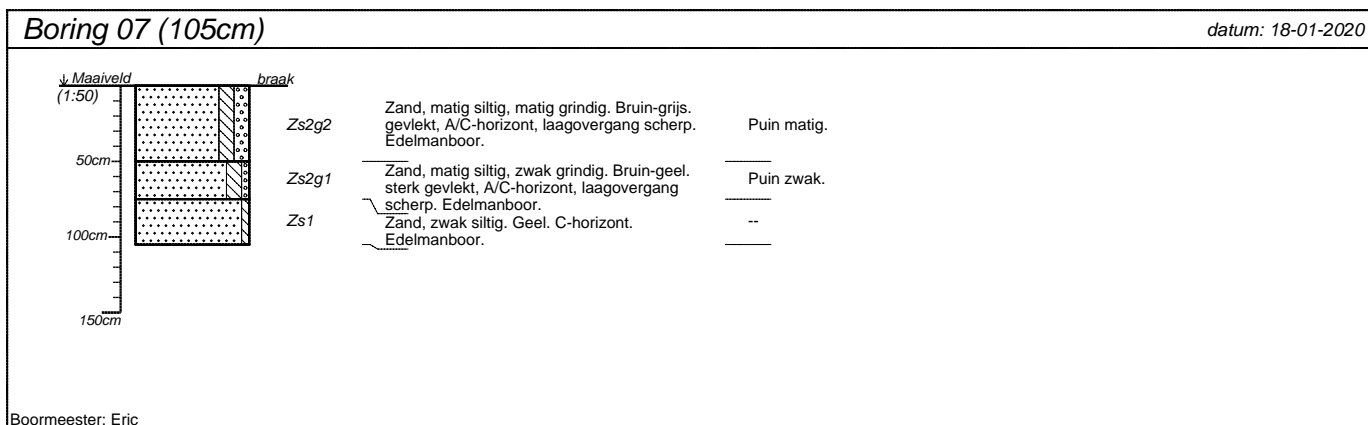 Boring 07 (105cm)
datum: 18-01-2020
Maaiveld
braak
(1:50)
Zs2g2
Zand, matig siltig, matig grindig. Bruin-grijs.
gevlekt, A/C-horizont, laagovergang scherp.
Edelmanboor.
Puin matig.
50cm
Zs2g1
Zand, matig siltig, zwak grindig. Bruin-geel.
sterk gevlekt, A/C-horizont, laagovergang
scherp. Edelmanboor.
Puin zwak.
Zs1
Zand, zwak siltig. Geel. C-horizont.
Edelmanboor.
--
100cm
150cm
Boormeester: Eric